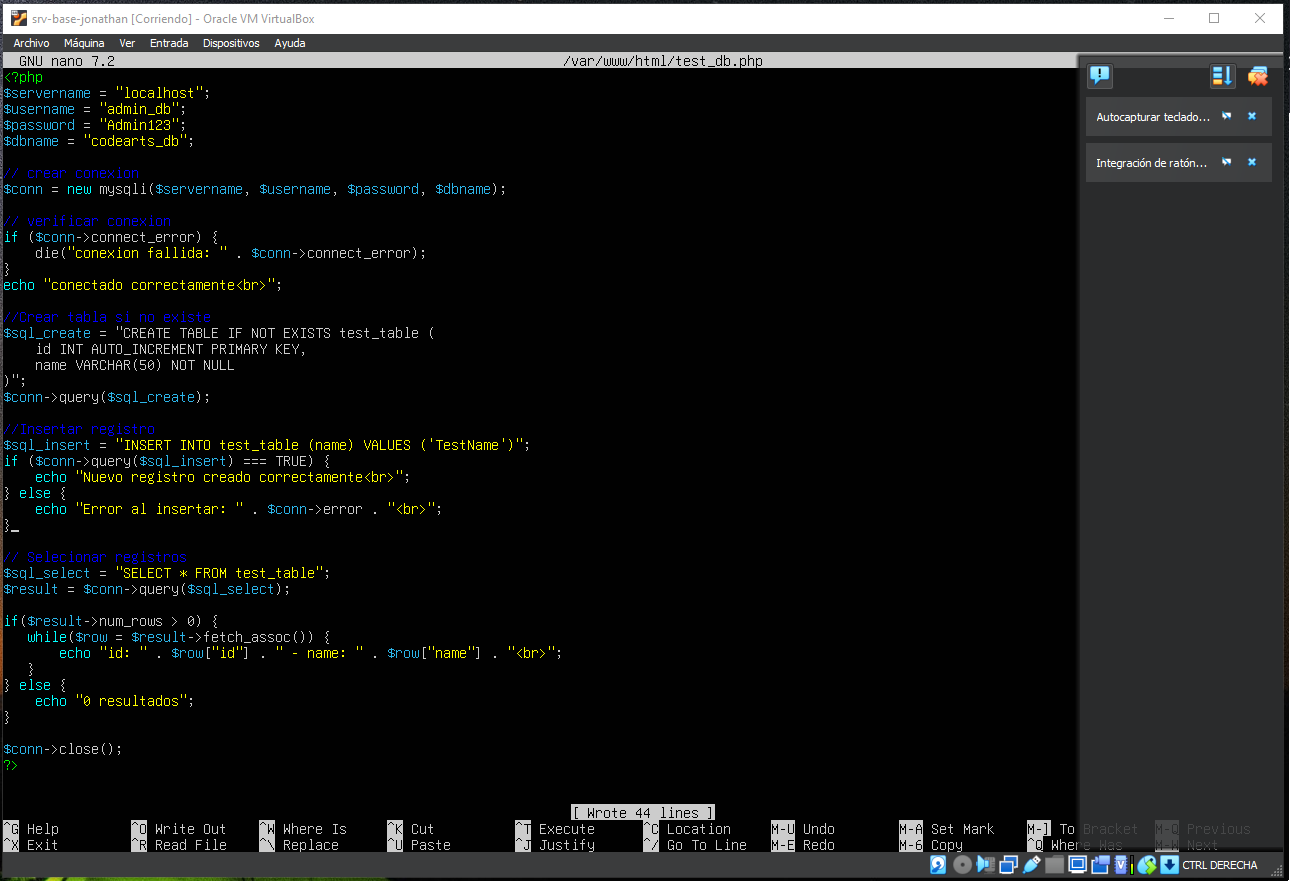 srv-base-jonathan [Corriendo] - Oracle VM VirtualBox
Archivo Máquina Ver Entrada Dispositivos Ayuda
GNU nano 7.2 /var/www/html/test_db.php
<?php
$servername = "localhost";
$username = "admin_db";
$password = "Admin123";
$dbname = "codearts_db";

// crear conexion
$conn = new mysqli($servername, $username, $password, $dbname);

// verificar conexion
if ($conn->connect_error) {
    die("conexion fallida: " . $conn->connect_error);
}
echo "conectado correctamente<br>";

//Crear tabla si no existe
$sql_create = "CREATE TABLE IF NOT EXISTS test_table (
    id INT AUTO_INCREMENT PRIMARY KEY,
    name VARCHAR(50) NOT NULL
)";
$conn->query($sql_create);

//Insertar registro
$sql_insert = "INSERT INTO test_table (name) VALUES ('TestName')";
if ($conn->query($sql_insert) === TRUE) {
    echo "Nuevo registro creado correctamente<br>";
} else {
    echo "Error al insertar: " . $conn->error . "<br>";
}

// Selecionar registros
$sql_select = "SELECT * FROM test_table";
$result = $conn->query($sql_select);

if($result->num_rows > 0) {
   while($row = $result->fetch_assoc()) {
       echo "id: " . $row["id"] . " - name: " . $row["name"] . "<br>";
   }
} else {
    echo "0 resultados";
}

$conn->close();
?>
Autocapturar teclado...
Integración de ratón...
[ Wrote 44 lines ]
^G Help ^O Write Out ^W Where Is ^K Cut ^T Execute ^C Location M-U Undo M-A Set Mark M-] To Bracket M-Q Previous
^X Exit ^R Read File ^\ Replace ^U Paste ^J Justify ^/ Go To Line M-E Redo M-6 Copy ^Q Where Was M-W Next
CTRL DERECHA